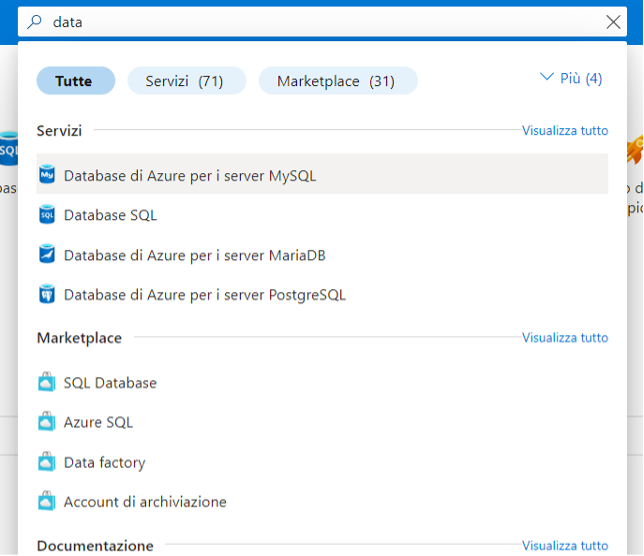 data
Tutte Servizi (71) Marketplace (31) Più (4)
Servizi Visualizza tutto
Database di Azure per i server MySQL
Database SQL
Database di Azure per i server MariaDB
Database di Azure per i server PostgreSQL
Marketplace Visualizza tutto
SQL Database
Azure SQL
Data factory
Account di archiviazione
Documentazione Visualizza tutto